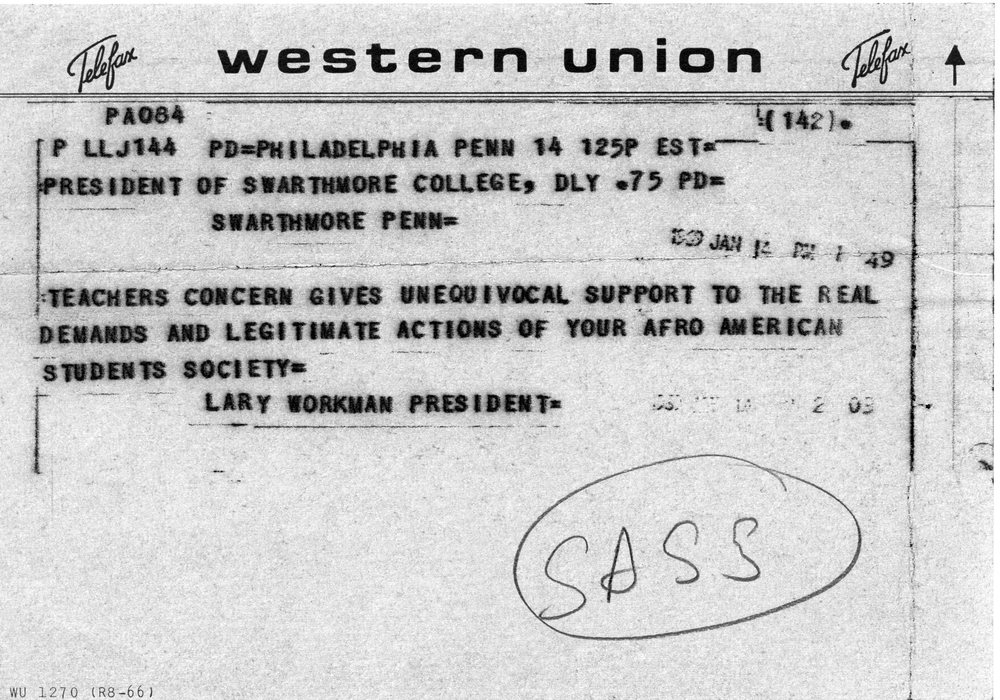 Telefax western union Telefax
PA084 (142).
P LLJ144 PD=PHILADELPHIA PENN 14 125P EST=
PRESIDENT OF SWARTHMORE COLLEGE, DLY .75 PD=
SWARTHMORE PENN=
JAN 14 PM 1 49
:TEACHERS CONCERN GIVES UNEQUIVOCAL SUPPORT TO THE REAL
DEMANDS AND LEGITIMATE ACTIONS OF YOUR AFRO AMERICAN
STUDENTS SOCIETY=
LARY WORKMAN PRESIDENT=
2 03
SASS
WU 1270 (R8-66)